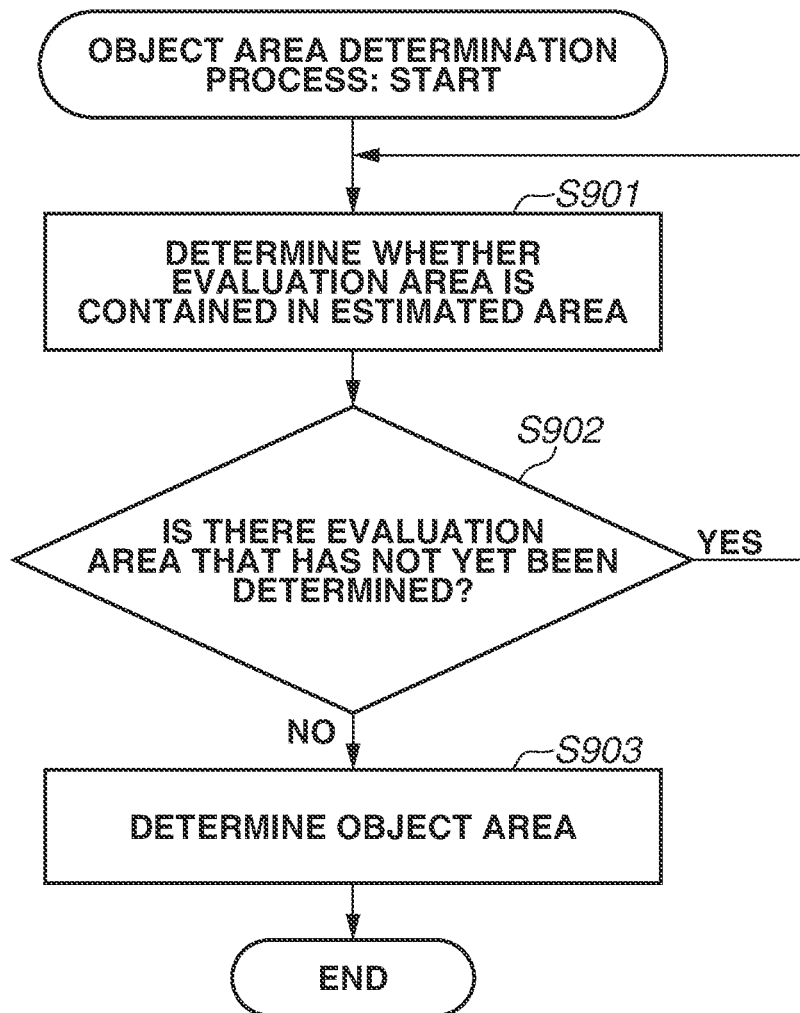 OBJECT AREA DETERMINATION
PROCESS: START
S901
DETERMINE WHETHER
EVALUATION AREA IS
CONTAINED IN ESTIMATED AREA
S902
IS THERE EVALUATION
AREA THAT HAS NOT YET BEEN
DETERMINED?
YES
NO
S903
DETERMINE OBJECT AREA
END